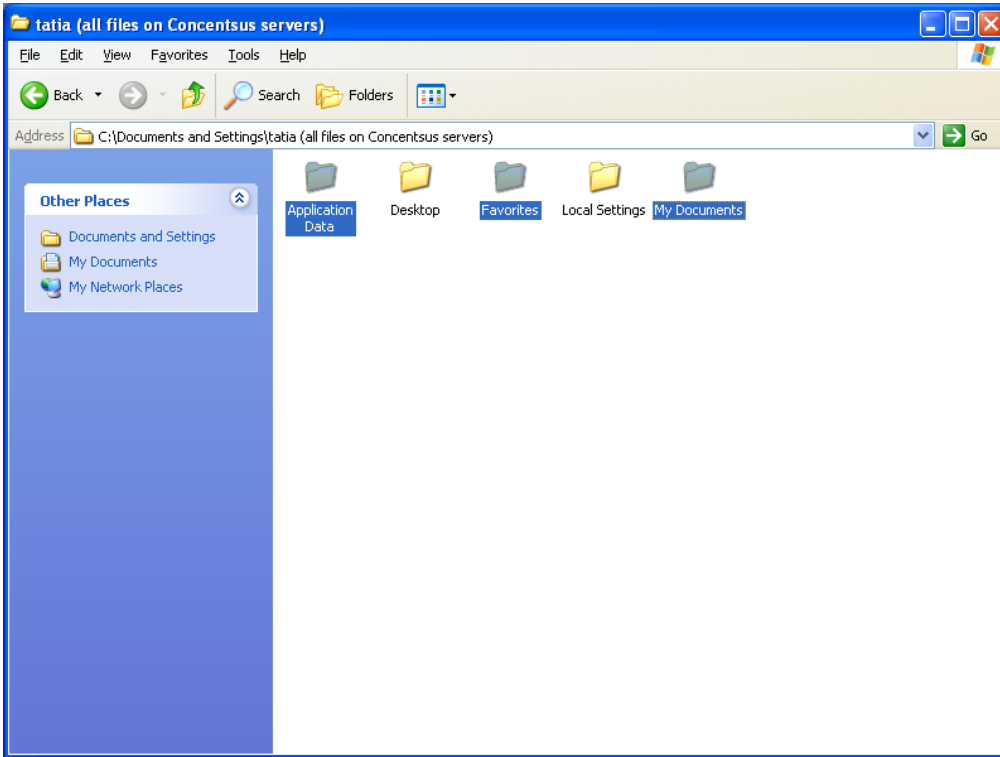 tatia (all files on Concentsus servers)
File Edit View Favorites Tools Help
Back Search Folders
Address C:\Documents and Settings\tatia (all files on Concentsus servers) Go
Other Places
Documents and Settings
My Documents
My Network Places
Application Data Desktop Favorites Local Settings My Documents